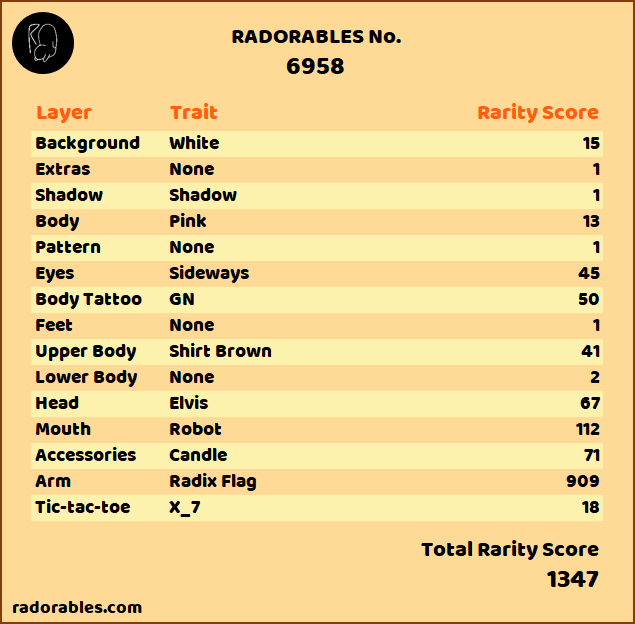 RADORABLES No.
6958
Layer Trait Rarity Score
Background White 15
Extras None 1
Shadow Shadow 1
Body Pink 13
Pattern None 1
Eyes Sideways 45
Body Tattoo GN 50
Feet None 1
Upper Body Shirt Brown 41
Lower Body None 2
Head Elvis 67
Mouth Robot 112
Accessories Candle 71
Arm Radix Flag 909
Tic-tac-toe X_7 18
Total Rarity Score
1347
radorables.com